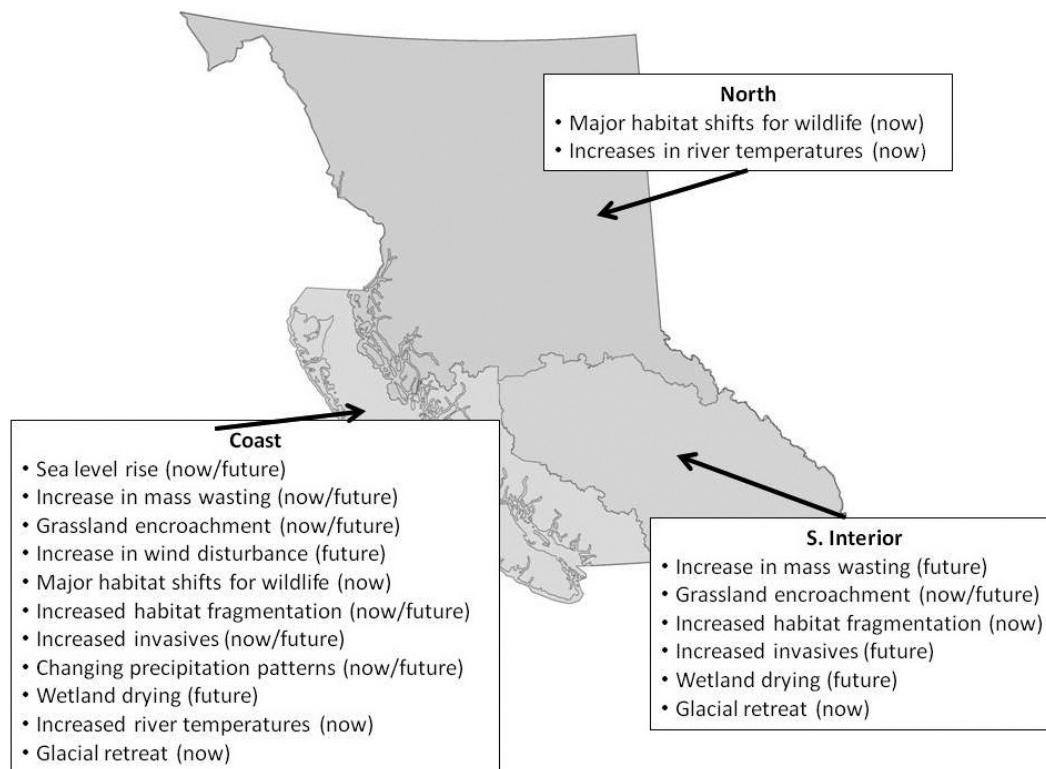 North
• Major habitat shifts for wildlife (now)
• Increases in river temperatures (now)
Coast
• Sea level rise (now/future)
• Increase in mass wasting (now/future)
• Grassland encroachment (now/future)
• Increase in wind disturbance (future)
• Major habitat shifts for wildlife (now)
• Increased habitat fragmentation (now/future)
• Increased invasives (now/future)
• Changing precipitation patterns (now/future)
• Wetland drying (future)
• Increased river temperatures (now)
• Glacial retreat (now)
S. Interior
• Increase in mass wasting (future)
• Grassland encroachment (now/future)
• Increased habitat fragmentation (now)
• Increased invasives (future)
• Wetland drying (future)
• Glacial retreat (now)